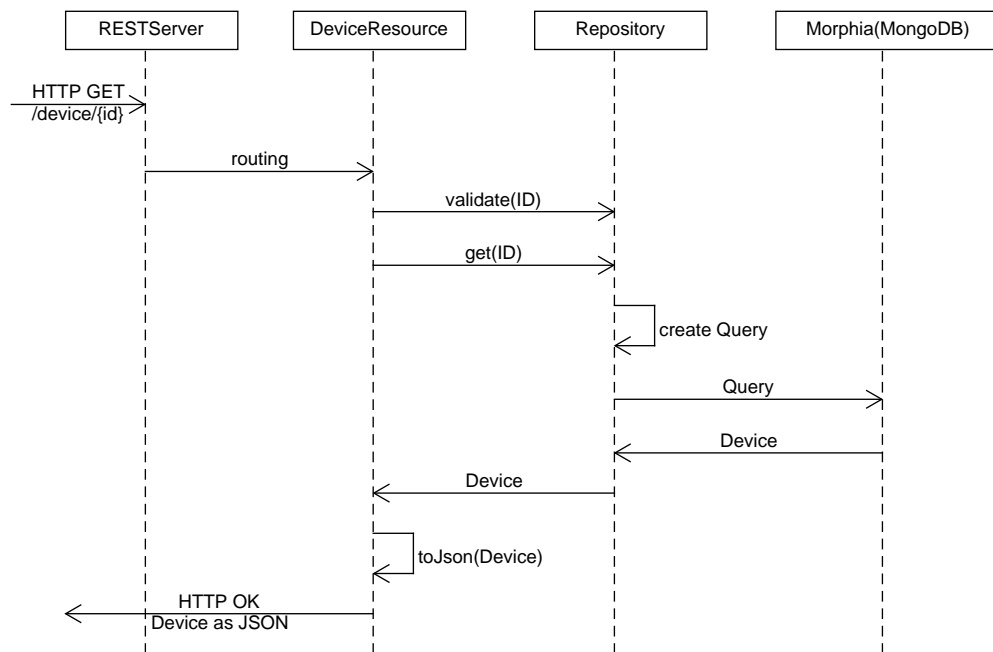 RESTServer
DeviceResource
Repository
Morphia(MongoDB)
HTTP GET
/device/{id}
routing
validate(ID)
get(ID)
create Query
Query
Device
Device
toJson(Device)
HTTP OK
Device as JSON